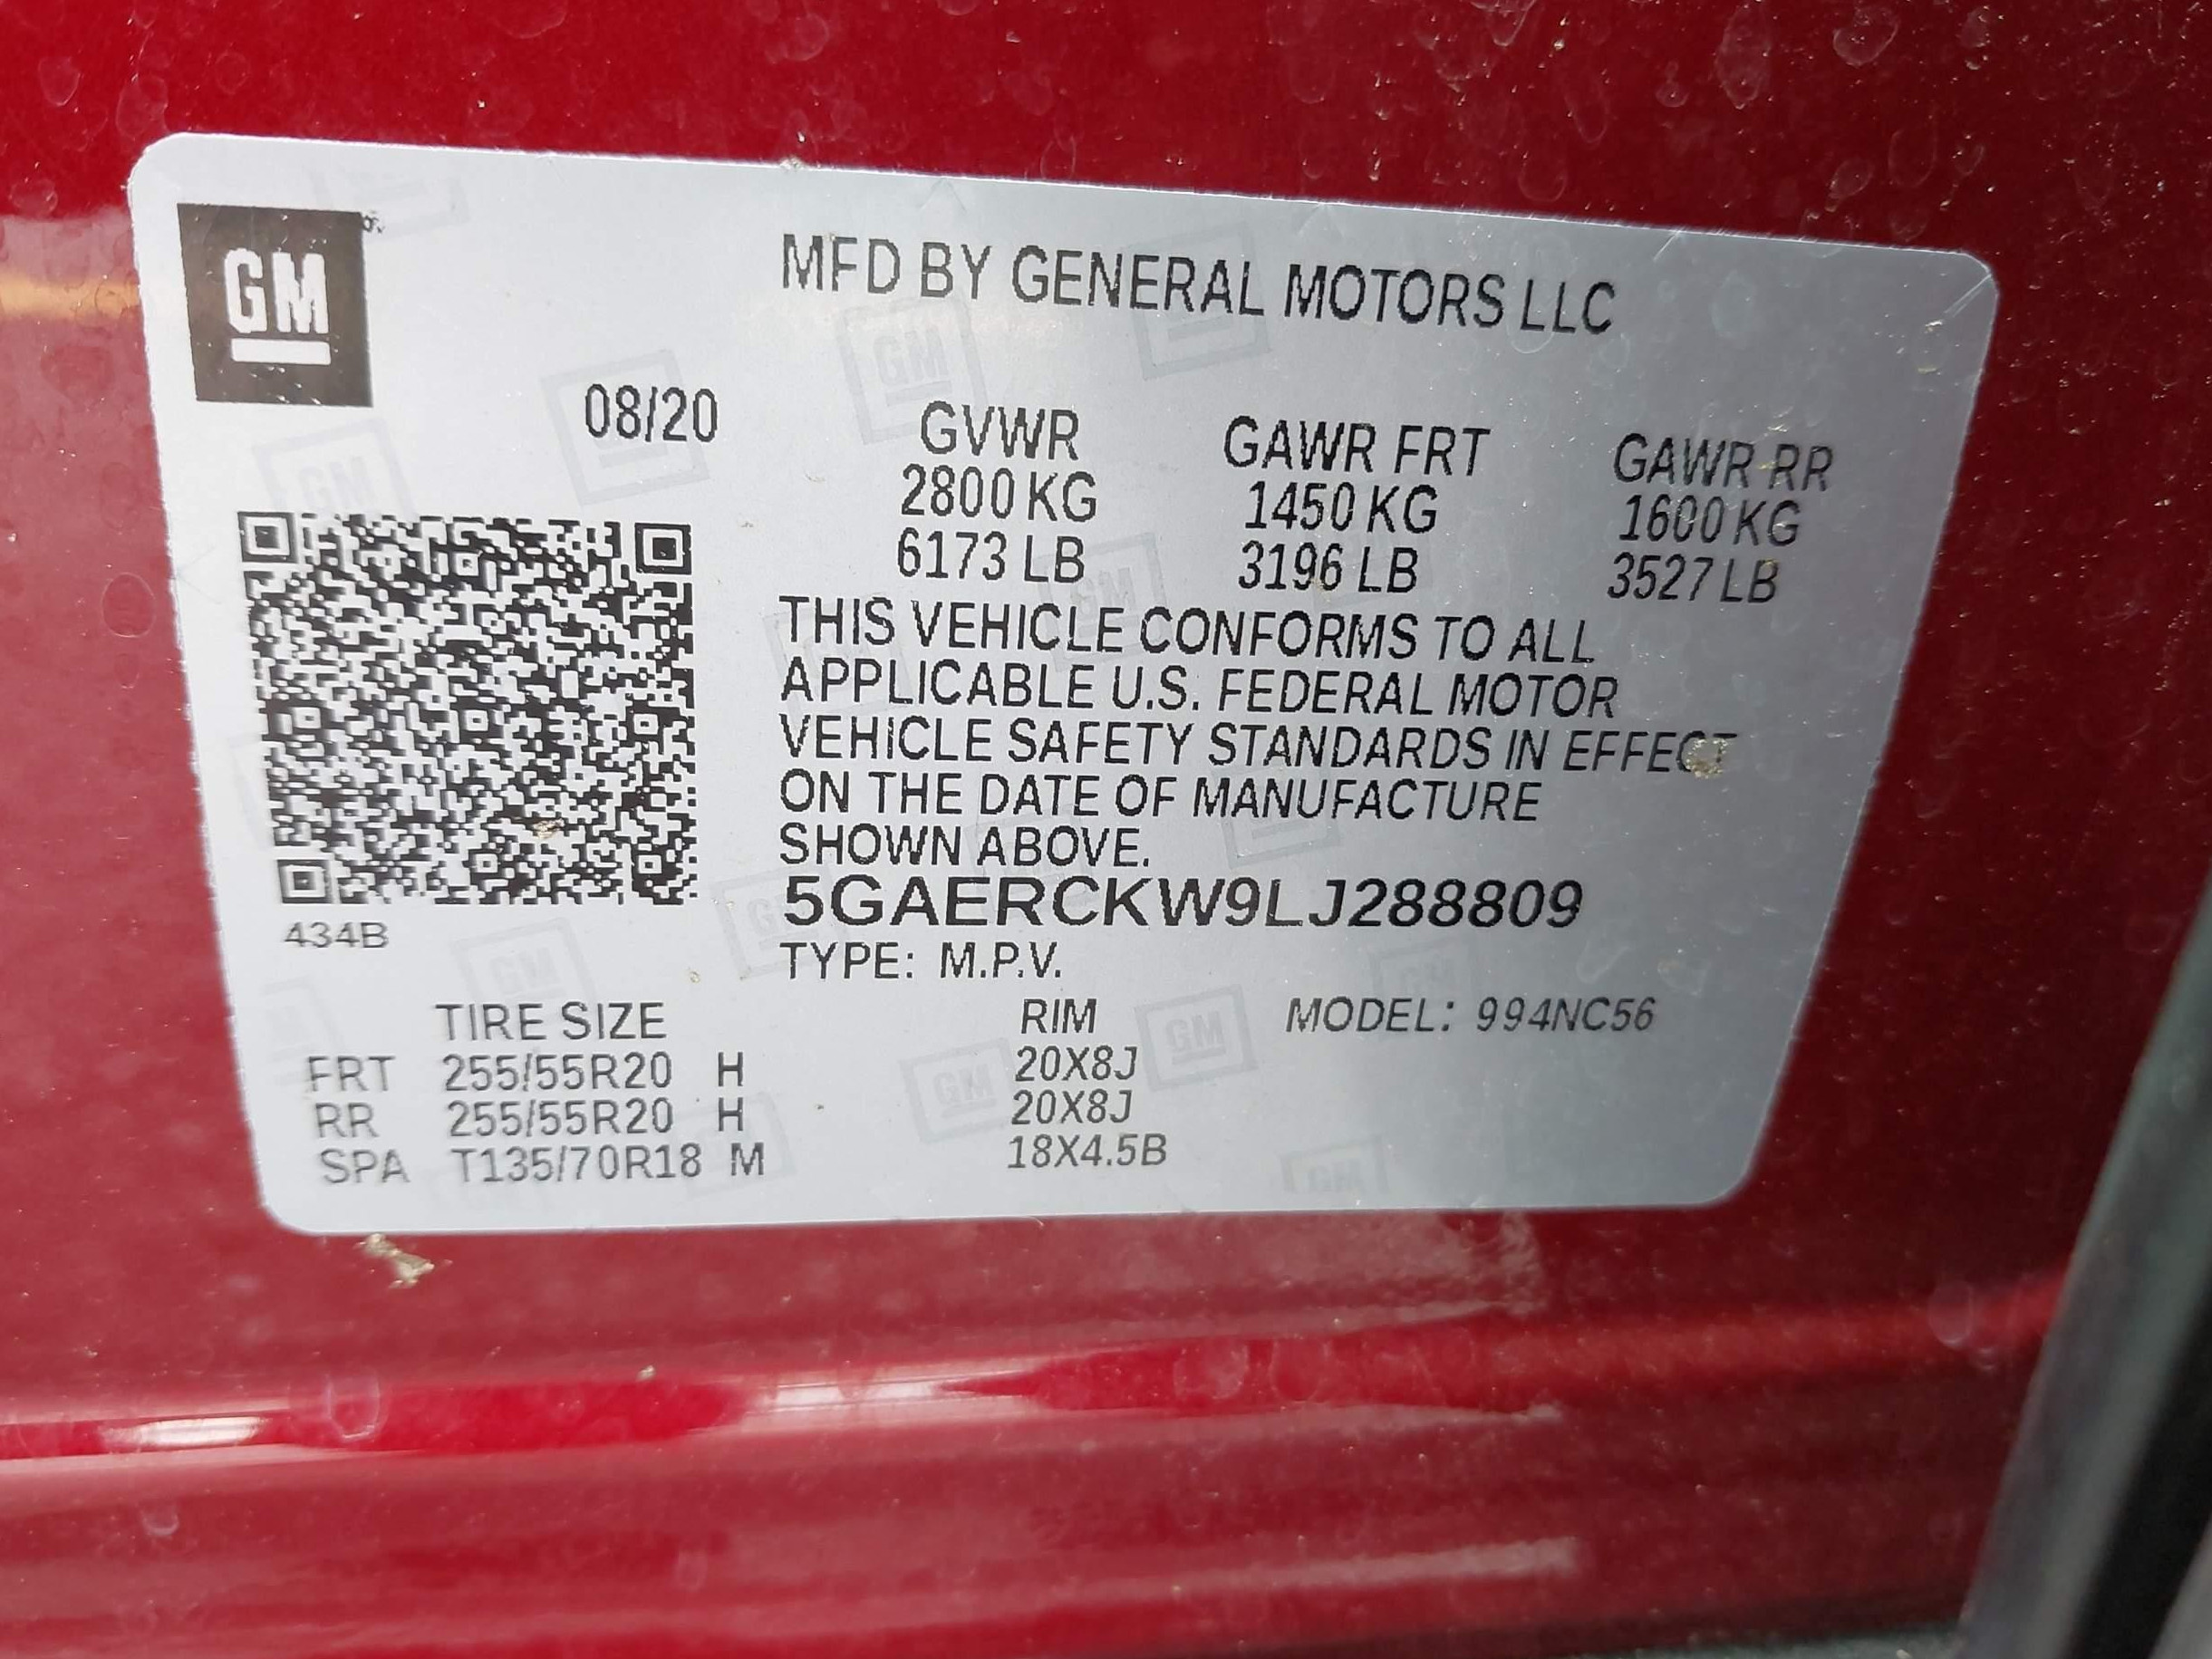 GM
MFD BY GENERAL MOTORS LLC
08/20 GVWR GAWR FRT GAWR RR
2800 KG 1450 KG 1600 KG
6173 LB 3196 LB 3527 LB
THIS VEHICLE CONFORMS TO ALL
APPLICABLE U.S. FEDERAL MOTOR
VEHICLE SAFETY STANDARDS IN EFFECT
ON THE DATE OF MANUFACTURE
SHOWN ABOVE.
5GAERCKW9LJ288809
434B
TYPE: M.P.V.
TIRE SIZE RIM MODEL: 994NC56
FRT 255/55R20 H 20X8J
RR 255/55R20 H 20X8J
SPA T135/70R18 M 18X4.5B